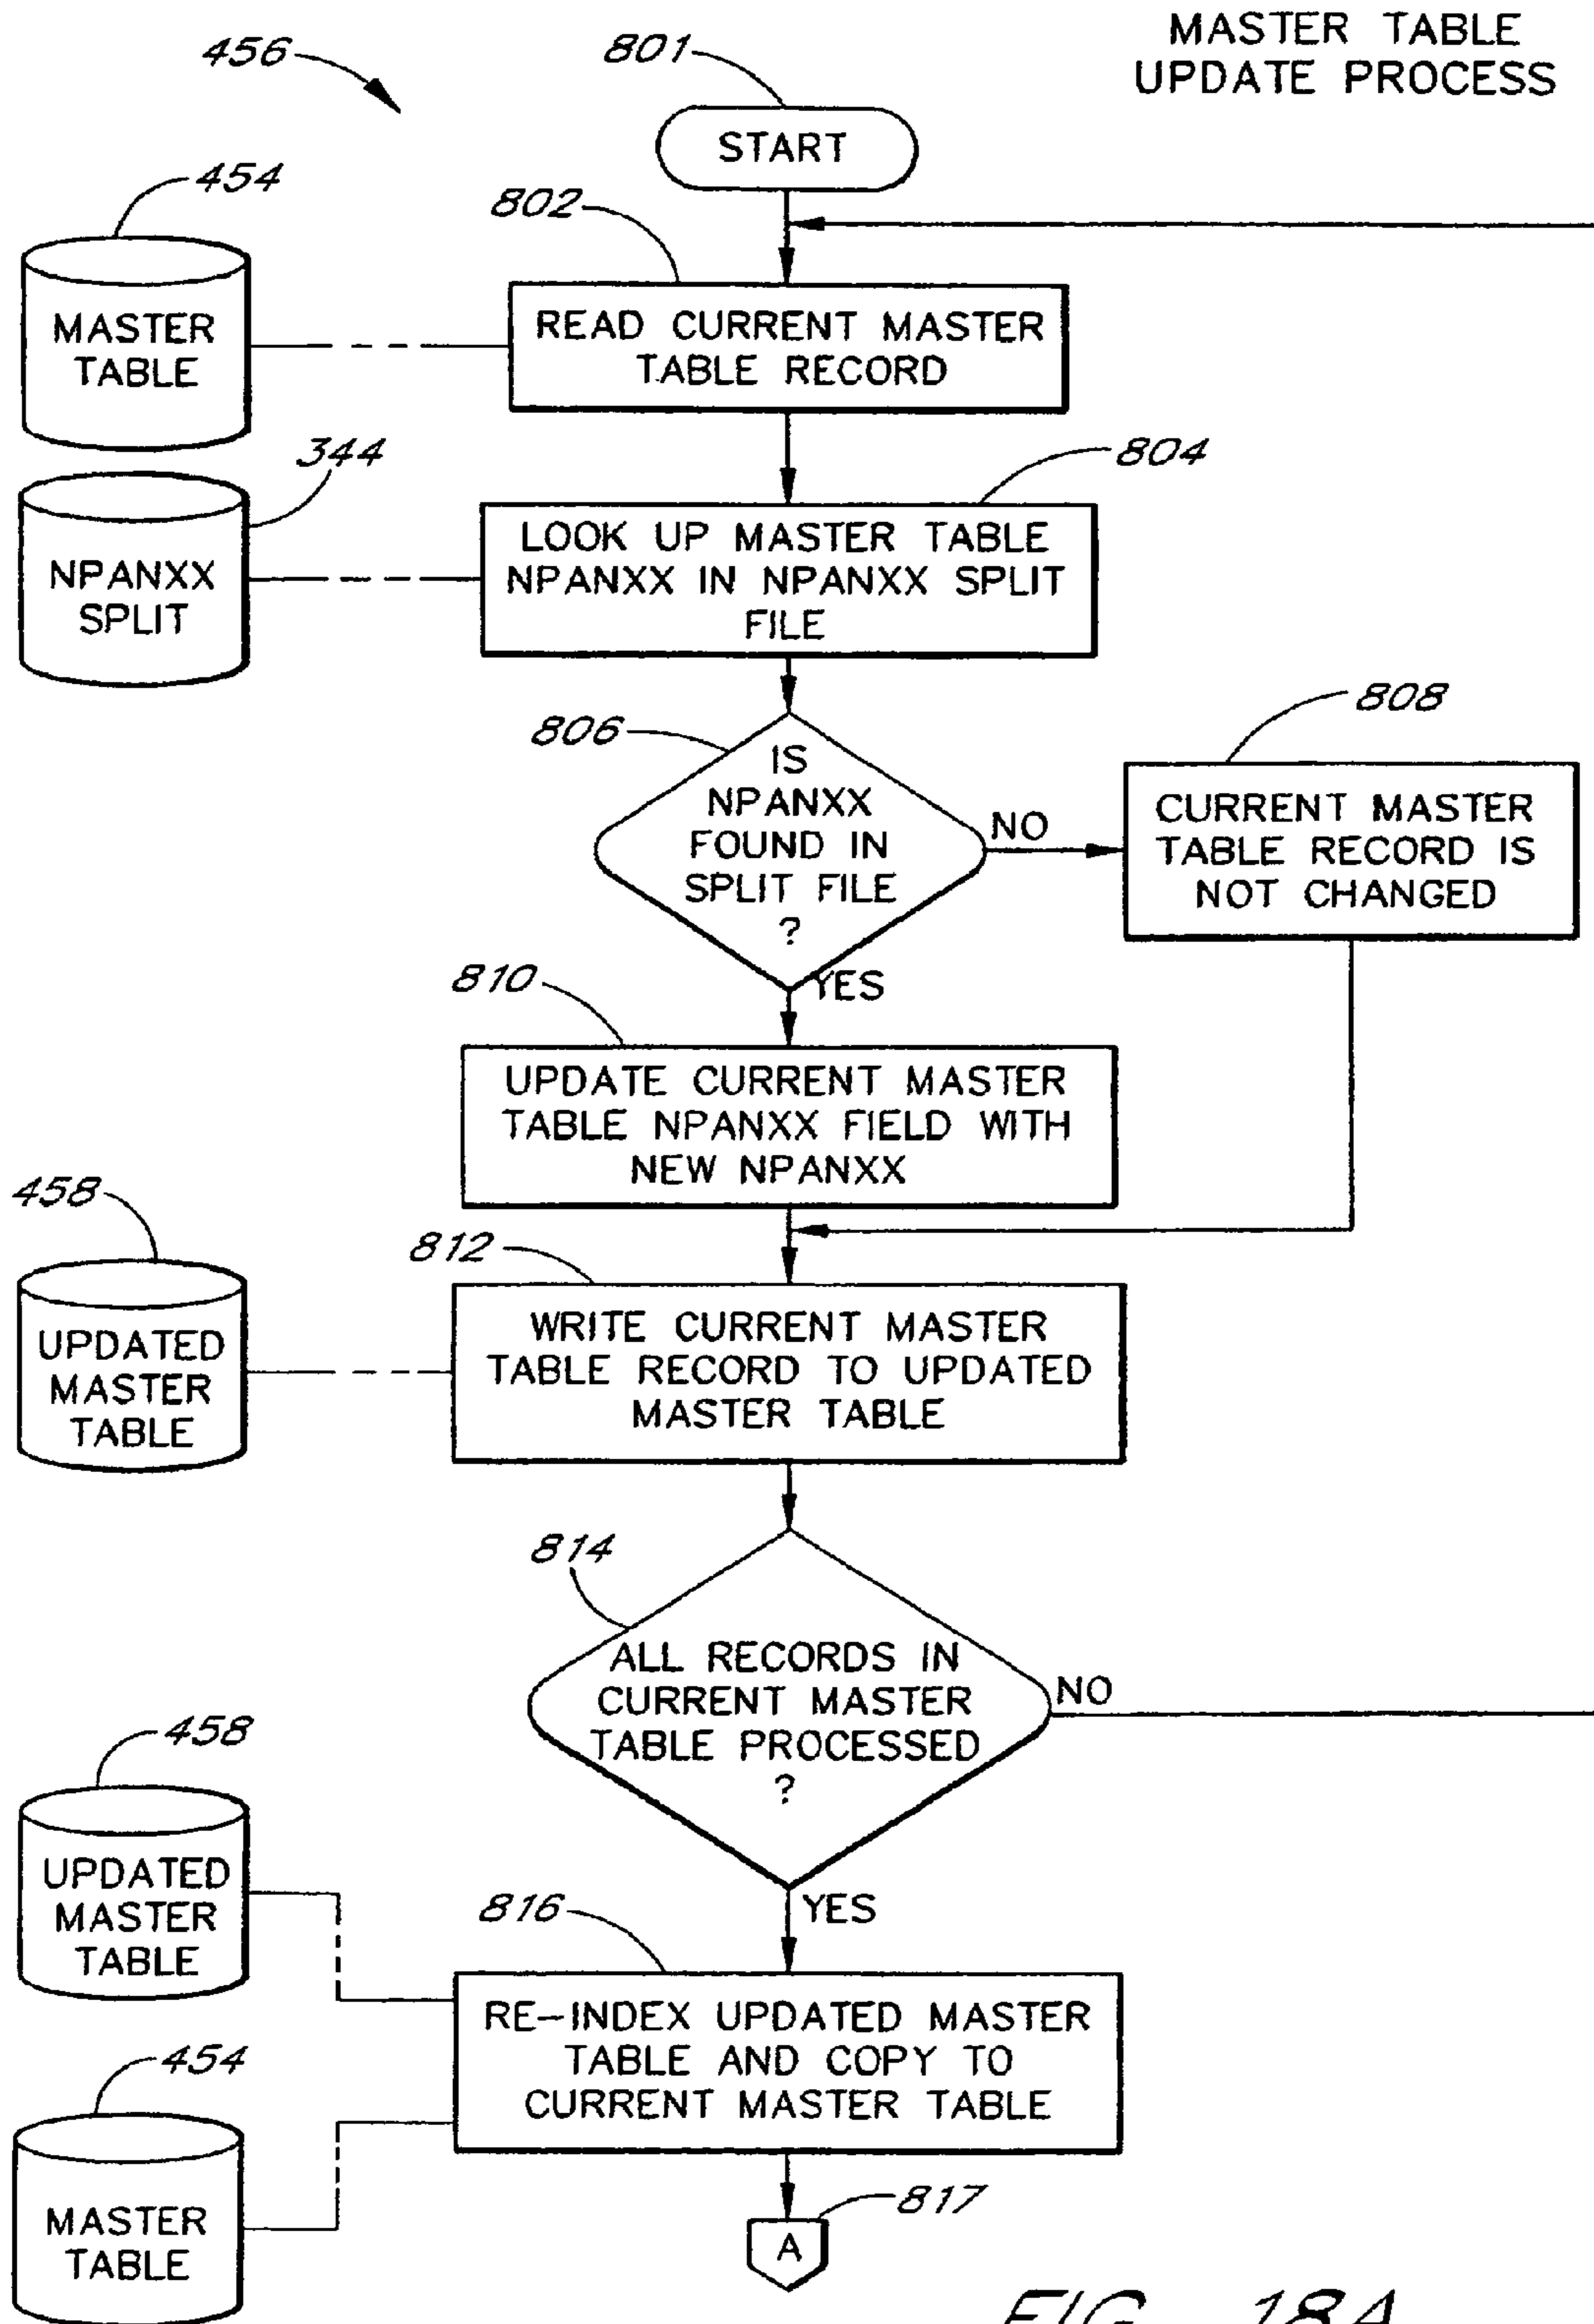 MASTER TABLE
UPDATE PROCESS
456
801
START
454
802
MASTER
TABLE
READ CURRENT MASTER
TABLE RECORD
344
804
NPANXX
SPLIT
LOOK UP MASTER TABLE
NPANXX IN NPANXX SPLIT
FILE
806
IS
NPANXX
FOUND IN
SPLIT FILE
?
NO
808
CURRENT MASTER
TABLE RECORD IS
NOT CHANGED
YES
810
UPDATE CURRENT MASTER
TABLE NPANXX FIELD WITH
NEW NPANXX
458
812
UPDATED
MASTER
TABLE
WRITE CURRENT MASTER
TABLE RECORD TO UPDATED
MASTER TABLE
814
ALL RECORDS IN
CURRENT MASTER
TABLE PROCESSED
?
NO
YES
458
UPDATED
MASTER
TABLE
816
RE-INDEX UPDATED MASTER
TABLE AND COPY TO
CURRENT MASTER TABLE
454
MASTER
TABLE
817
A
FIG. 18A